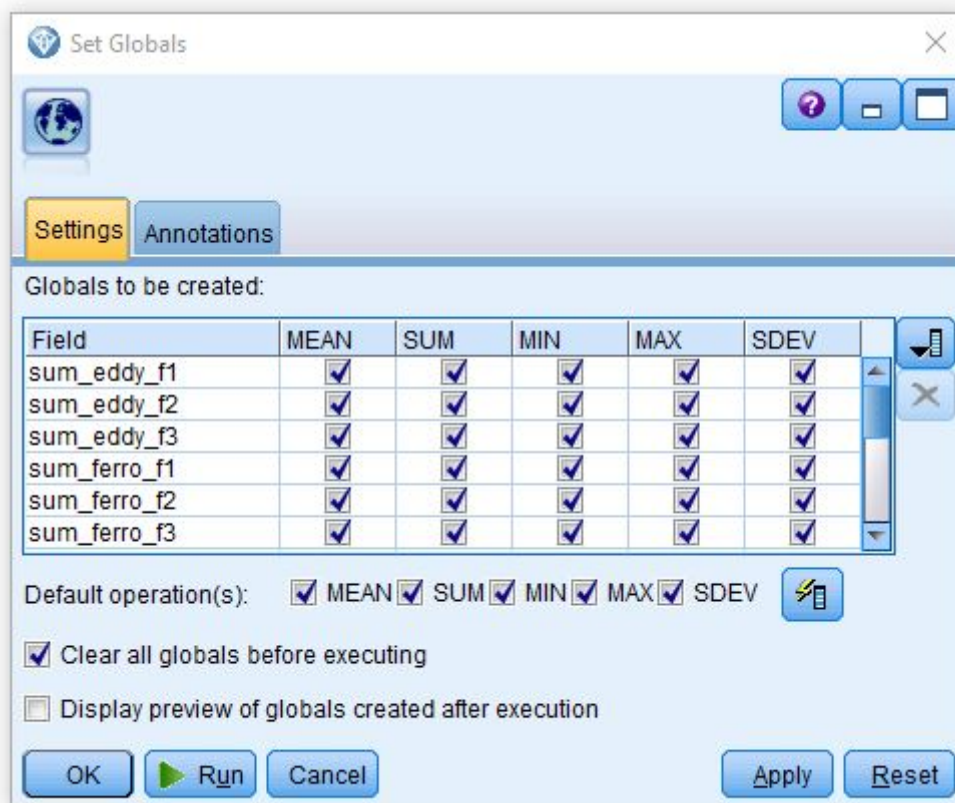 Set Globals
Settings Annotations
Globals to be created:
Field MEAN SUM MIN MAX SDEV
sum_eddy_f1
sum_eddy_f2
sum_eddy_f3
sum_ferro_f1
sum_ferro_f2
sum_ferro_f3
Default operation(s): MEAN SUM MIN MAX SDEV
Clear all globals before executing
Display preview of globals created after execution
OK Run Cancel Apply Reset